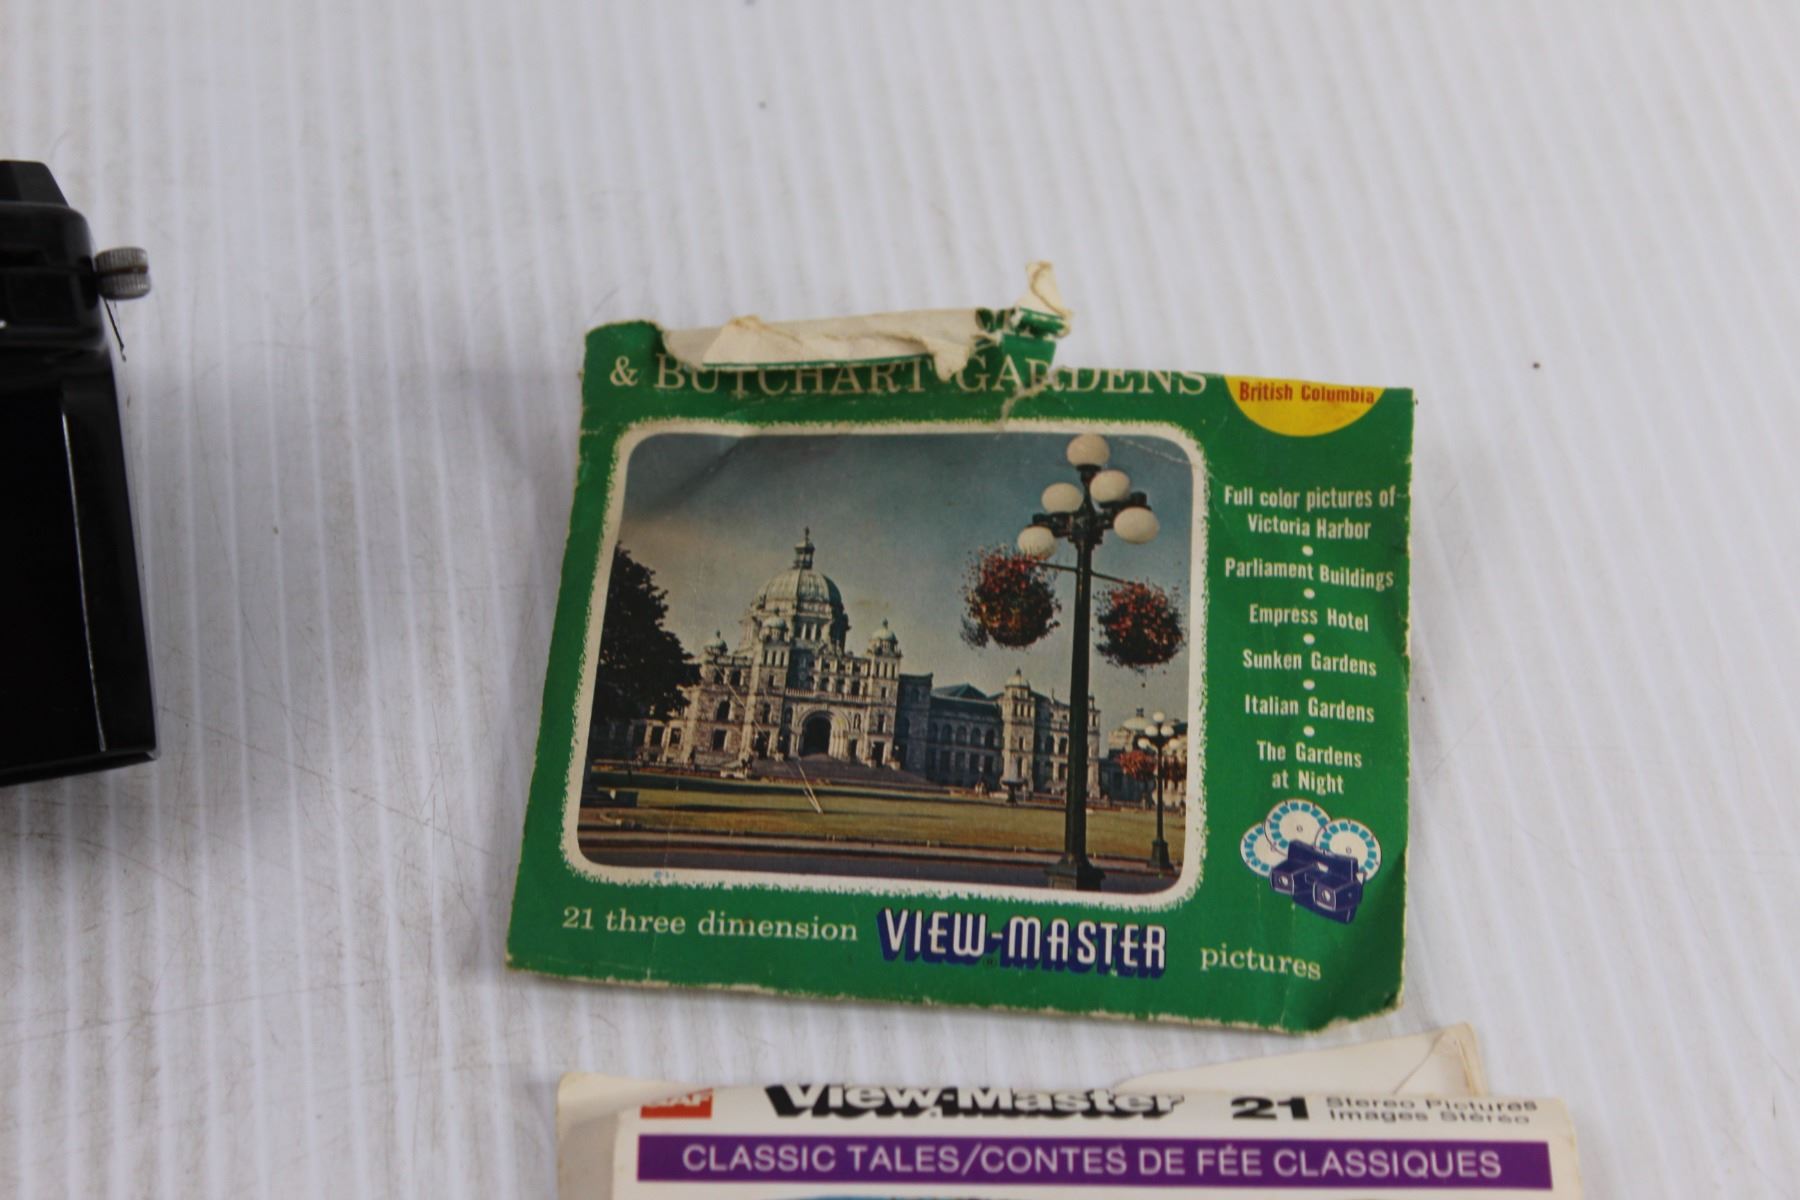 & BUTCHART GARDENS
British Columbia
Full color pictures of
Victoria Harbor
Parliament Buildings
Empress Hotel
Sunken Gardens
Italian Gardens
The Gardens
at Night
21 three dimension VIEW-MASTER pictures
GAF View-Master 21 Stereo Pictures
Images Stéréo
CLASSIC TALES/CONTES DE FÉE CLASSIQUES